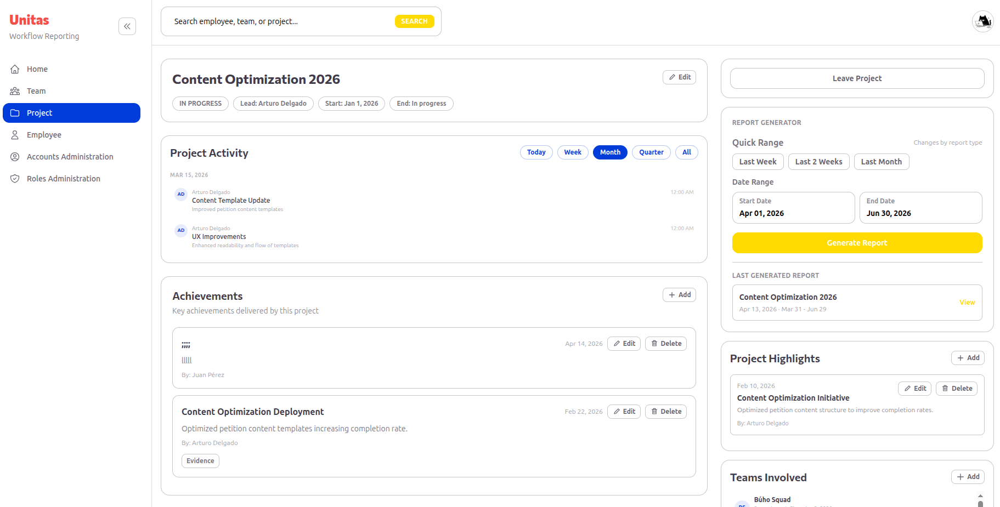 Unitas
Workflow Reporting
Home
Team
Project
Employee
Accounts Administration
Roles Administration
Search employee, team, or project...
SEARCH
Content Optimization 2026
Edit
IN PROGRESS
Lead: Arturo Delgado
Start: Jan 1, 2026
End: In progress
Project Activity
Today
Week
Month
Quarter
All
MAR 15, 2026
AD
Arturo Delgado
12:00 AM
Content Template Update
Improved petition content templates
AD
Arturo Delgado
12:00 AM
UX Improvements
Enhanced readability and flow of templates
Achievements
Add
Key achievements delivered by this project
;;;;
Apr 14, 2026
Edit
Delete
lllll
By: Juan Pérez
Content Optimization Deployment
Feb 22, 2026
Edit
Delete
Optimized petition content templates increasing completion rate.
By: Arturo Delgado
Evidence
Leave Project
REPORT GENERATOR
Quick Range
Changes by report type
Last Week
Last 2 Weeks
Last Month
Date Range
Start Date
Apr 01, 2026
End Date
Jun 30, 2026
Generate Report
LAST GENERATED REPORT
Content Optimization 2026
Apr 13, 2026 · Mar 31 - Jun 29
View
Project Highlights
Add
Feb 10, 2026
Edit
Delete
Content Optimization Initiative
Optimized petition content structure to improve completion rates.
By: Arturo Delgado
Teams Involved
Add
Búho Squad